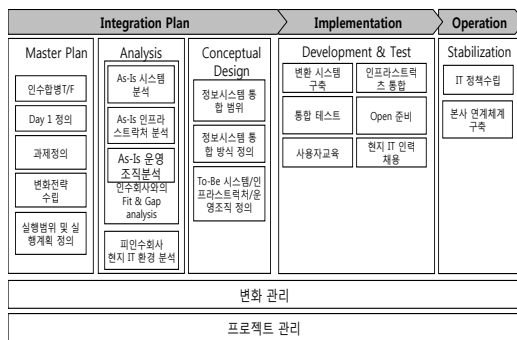 Integration Plan
Implementation
Operation
Master Plan
인수합병T/F
Day 1 정의
과제정의
변화전략
수립
실행범위 및 실
행계획 정의
Analysis
As-Is 시스템
분석
As-Is 인프라
스트럭처 분석
As-Is 운영
조직분석
인수회사와의
Fit & Gap
analysis
피인수회사
현지 IT 환경 분석
Conceptual
Design
정보시스템 통
합 범위
정보시스템 통
합 방식 정의
To-Be 시스템/인
프라스트럭처/운
영조직 정의
Development & Test
변환 시스템
구축
인프라스트럭
츠 통합
통합 테스트
Open 준비
사용자교육
현지 IT 인력
채용
Stabilization
IT 정책수립
본사 연계체계
구축
변화 관리
프로젝트 관리